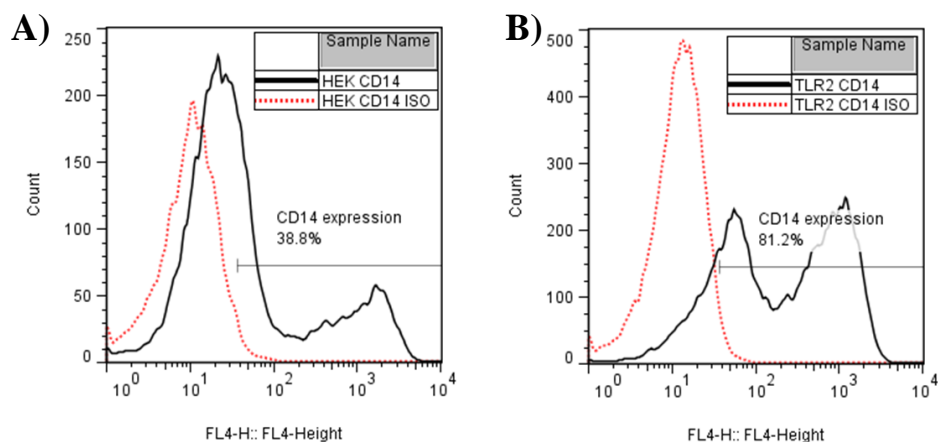 A)
250
200
150
100
50
0
Count
Sample Name
HEK CD14
HEK CD14 ISO
CD14 expression
38.8%
10^0
10^1
10^2
10^3
10^4
FL4-H:: FL4-Height
B)
500
400
300
200
100
0
Count
Sample Name
TLR2 CD14
TLR2 CD14 ISO
CD14 expression
81.2%
10^0
10^1
10^2
10^3
10^4
FL4-H:: FL4-Height